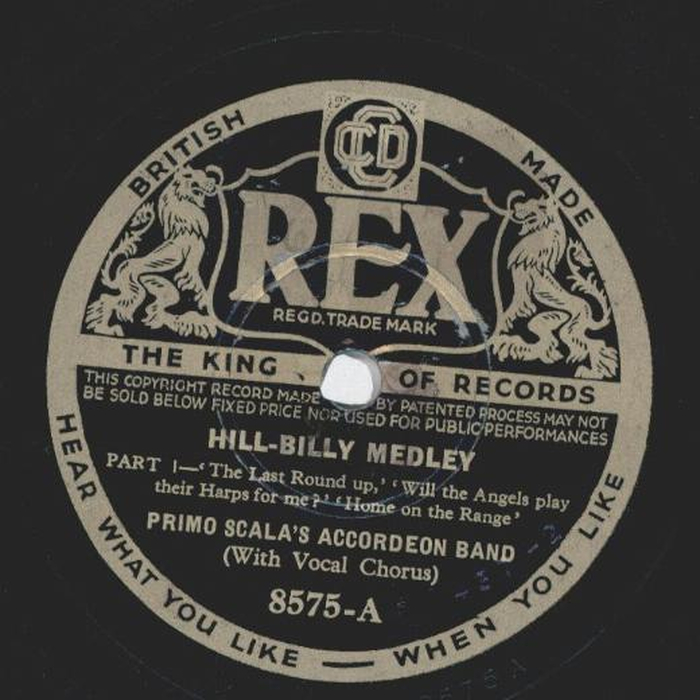 BRITISH
MADE
CCD
REX
REGD. TRADE MARK
THE KING OF RECORDS
THIS COPYRIGHT RECORD MADE BY PATENTED PROCESS MAY NOT
BE SOLD BELOW FIXED PRICE NOR USED FOR PUBLIC PERFORMANCES
HILL-BILLY MEDLEY
PART 1—‘The Last Round up,’ ‘Will the Angels play
their Harps for me?’ ‘Home on the Range’
PRIMO SCALA'S ACCORDEON BAND
(With Vocal Chorus)
8575-A
HEAR WHAT YOU LIKE — WHEN YOU LIKE